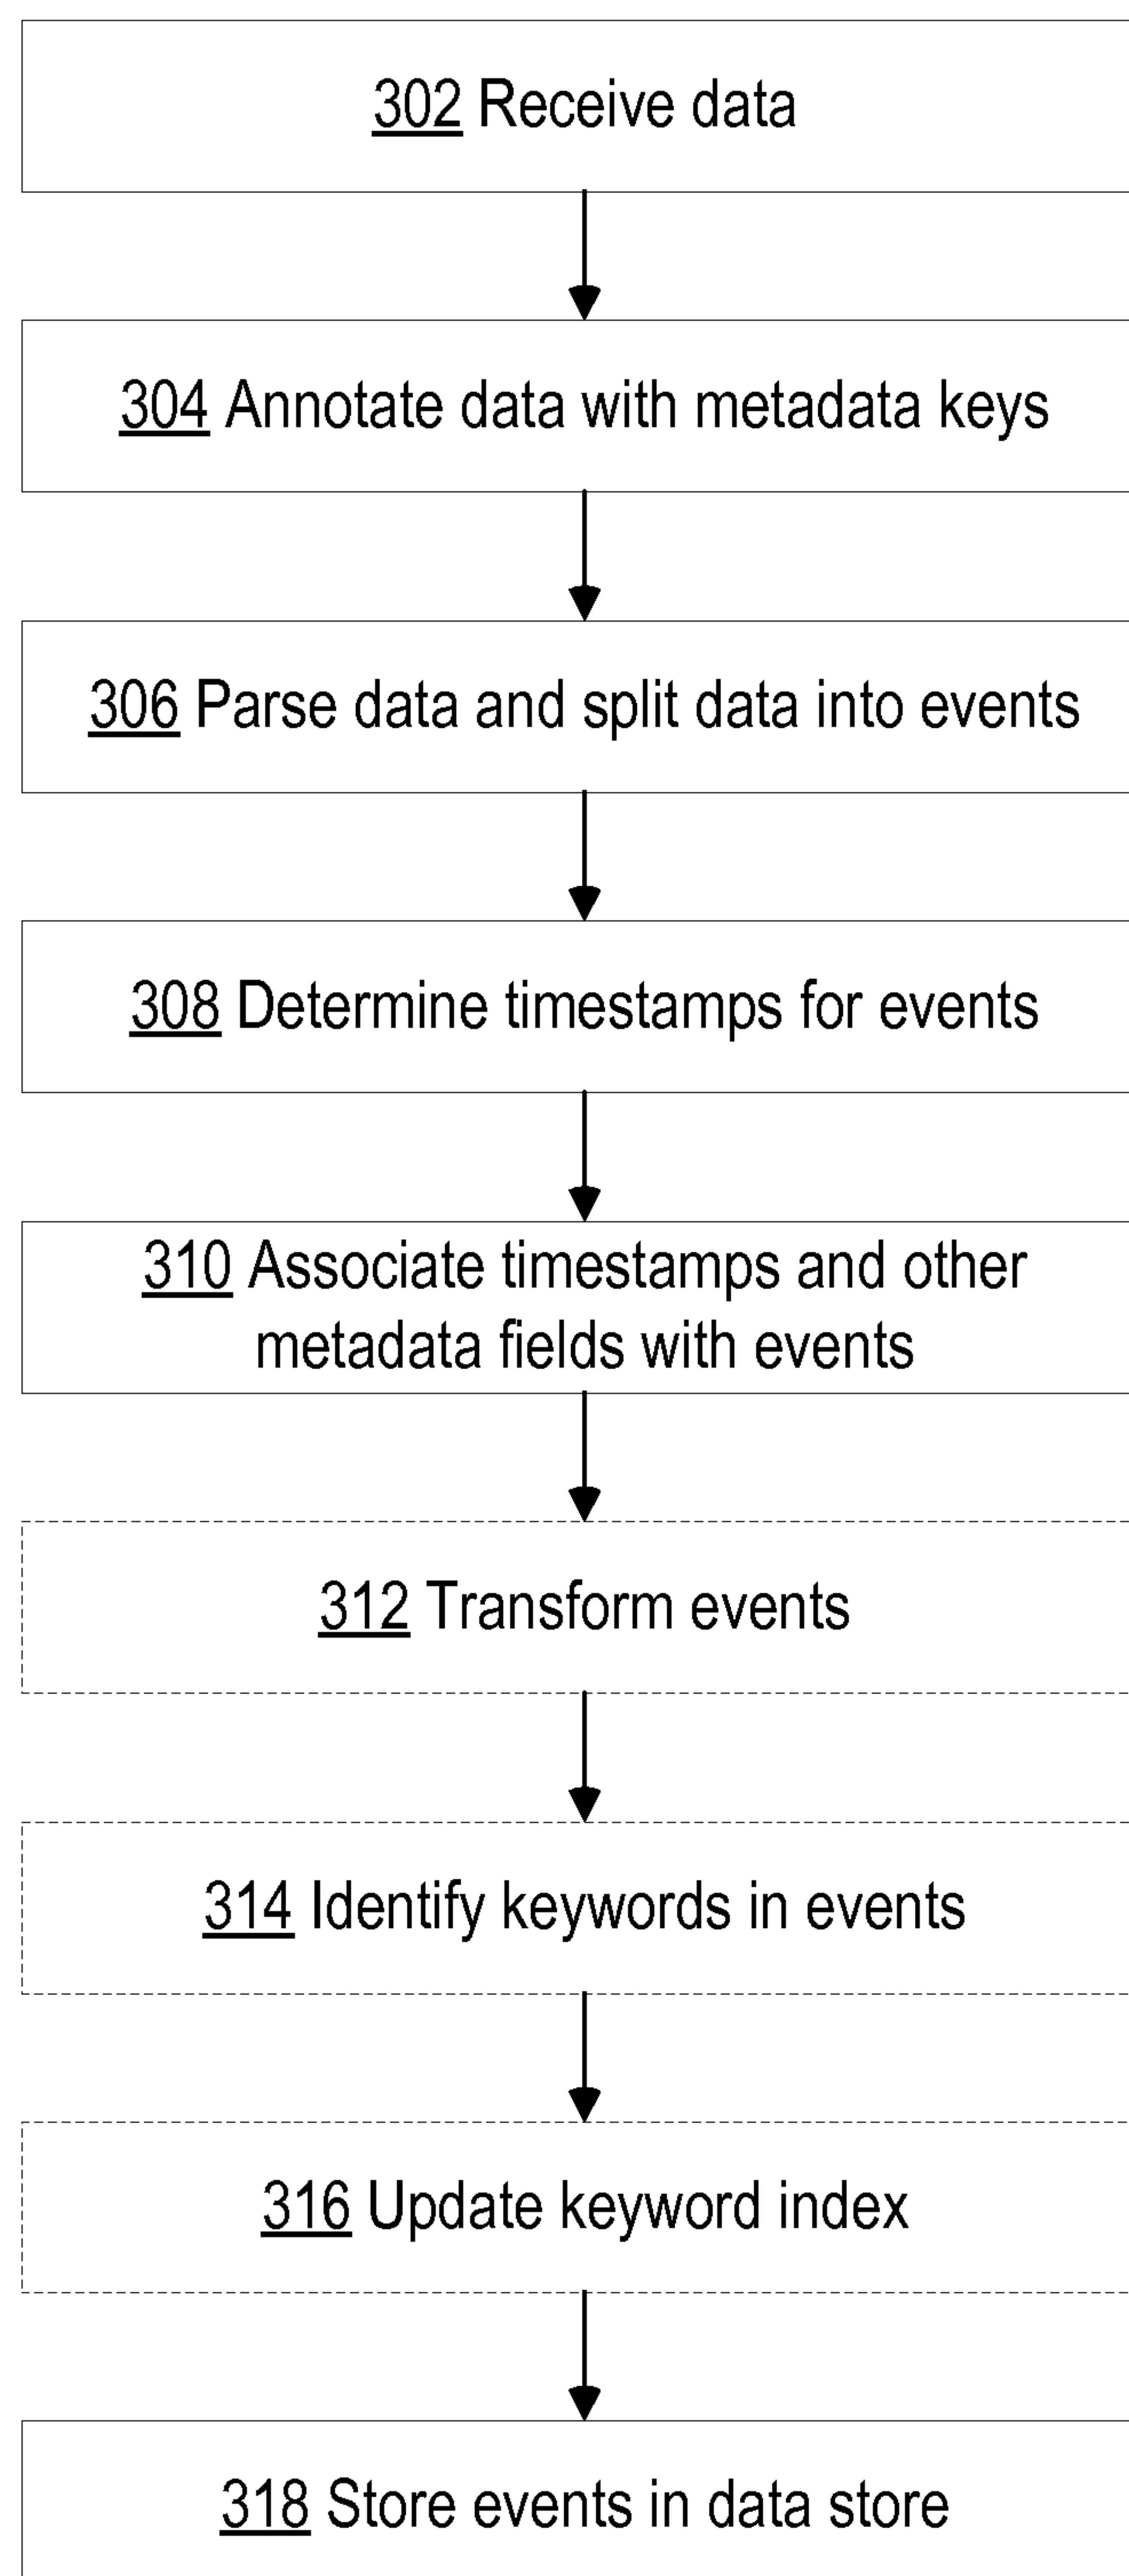 302 Receive data
304 Annotate data with metadata keys
306 Parse data and split data into events
308 Determine timestamps for events
310 Associate timestamps and other
metadata fields with events
312 Transform events
314 Identify keywords in events
316 Update keyword index
318 Store events in data store